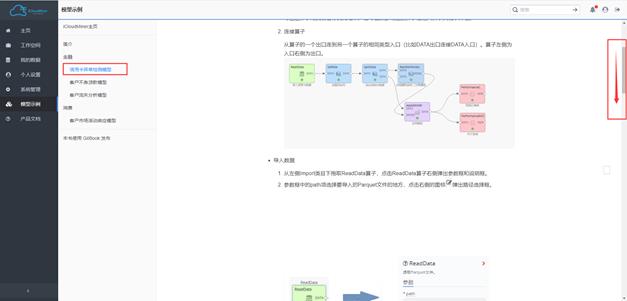 iCloudMiner
模型示例
搜索
主页
工作空间
我的数据
个人设置
系统管理
模型示例
产品文档
iCloudMiner主页
简介
金融
信用卡异常检测模型
客户不良贷款模型
客户流失分析模型
消费
客户市场活动响应模型
本书使用 GitBook 发布
2. 连接算子
从算子的一个出口连到另一个算子的相同类型入口（比如DATA出口连接DATA入口）。算子左侧为
入口右侧为出口。
ReadData
• 导入数据
1. 从左侧Import类目下拖取ReadData算子，点击ReadData算子右侧弹出参数框和说明框。
2. 参数框中的path项选择要导入的Parquet文件的地方，点击右侧的图标 弹出路径选择框。
ReadData
ReadData
ReadData
读取Parquet文件。
参数
* path